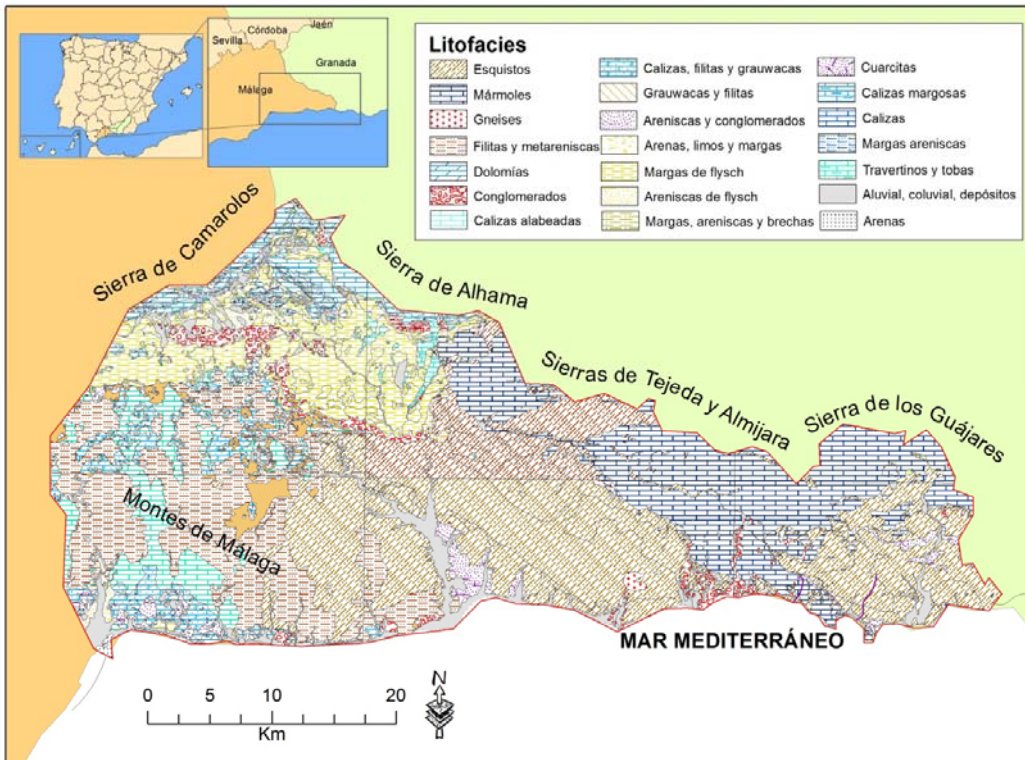 Jaén
Córdoba
Sevilla
Granada
Málaga
Litofacies
Esquistos
Mármoles
Gneises
Filitas y metareniscas
Dolomías
Conglomerados
Calizas alabeadas
Calizas, filitas y grauwacas
Grauwacas y filitas
Areniscas y conglomerados
Arenas, limos y margas
Margas de flysch
Areniscas de flysch
Margas, areniscas y brechas
Cuarcitas
Calizas margosas
Calizas
Margas areniscas
Travertinos y tobas
Aluvial, coluvial, depósitos
Arenas
Sierra de Camarolos
Sierra de Alhama
Sierras de Tejeda y Almijara
Sierra de los Guájares
Montes de Málaga
MAR MEDITERRÁNEO
0 5 10 20
Km
N